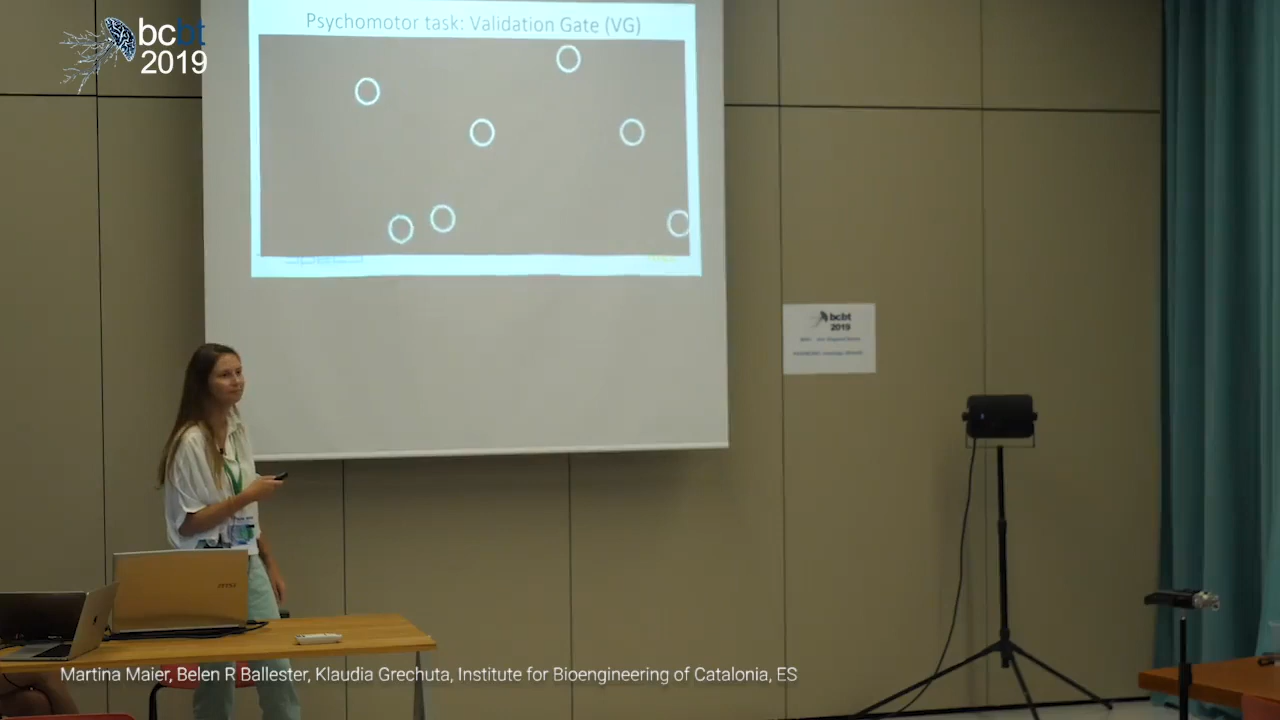 bcbt
2019
Psychomotor task: Validation Gate (VG)
bcbt
2019
msi
Martina Maier, Belen R Ballester, Klaudia Grechuta, Institute for Bioengineering of Catalonia, ES